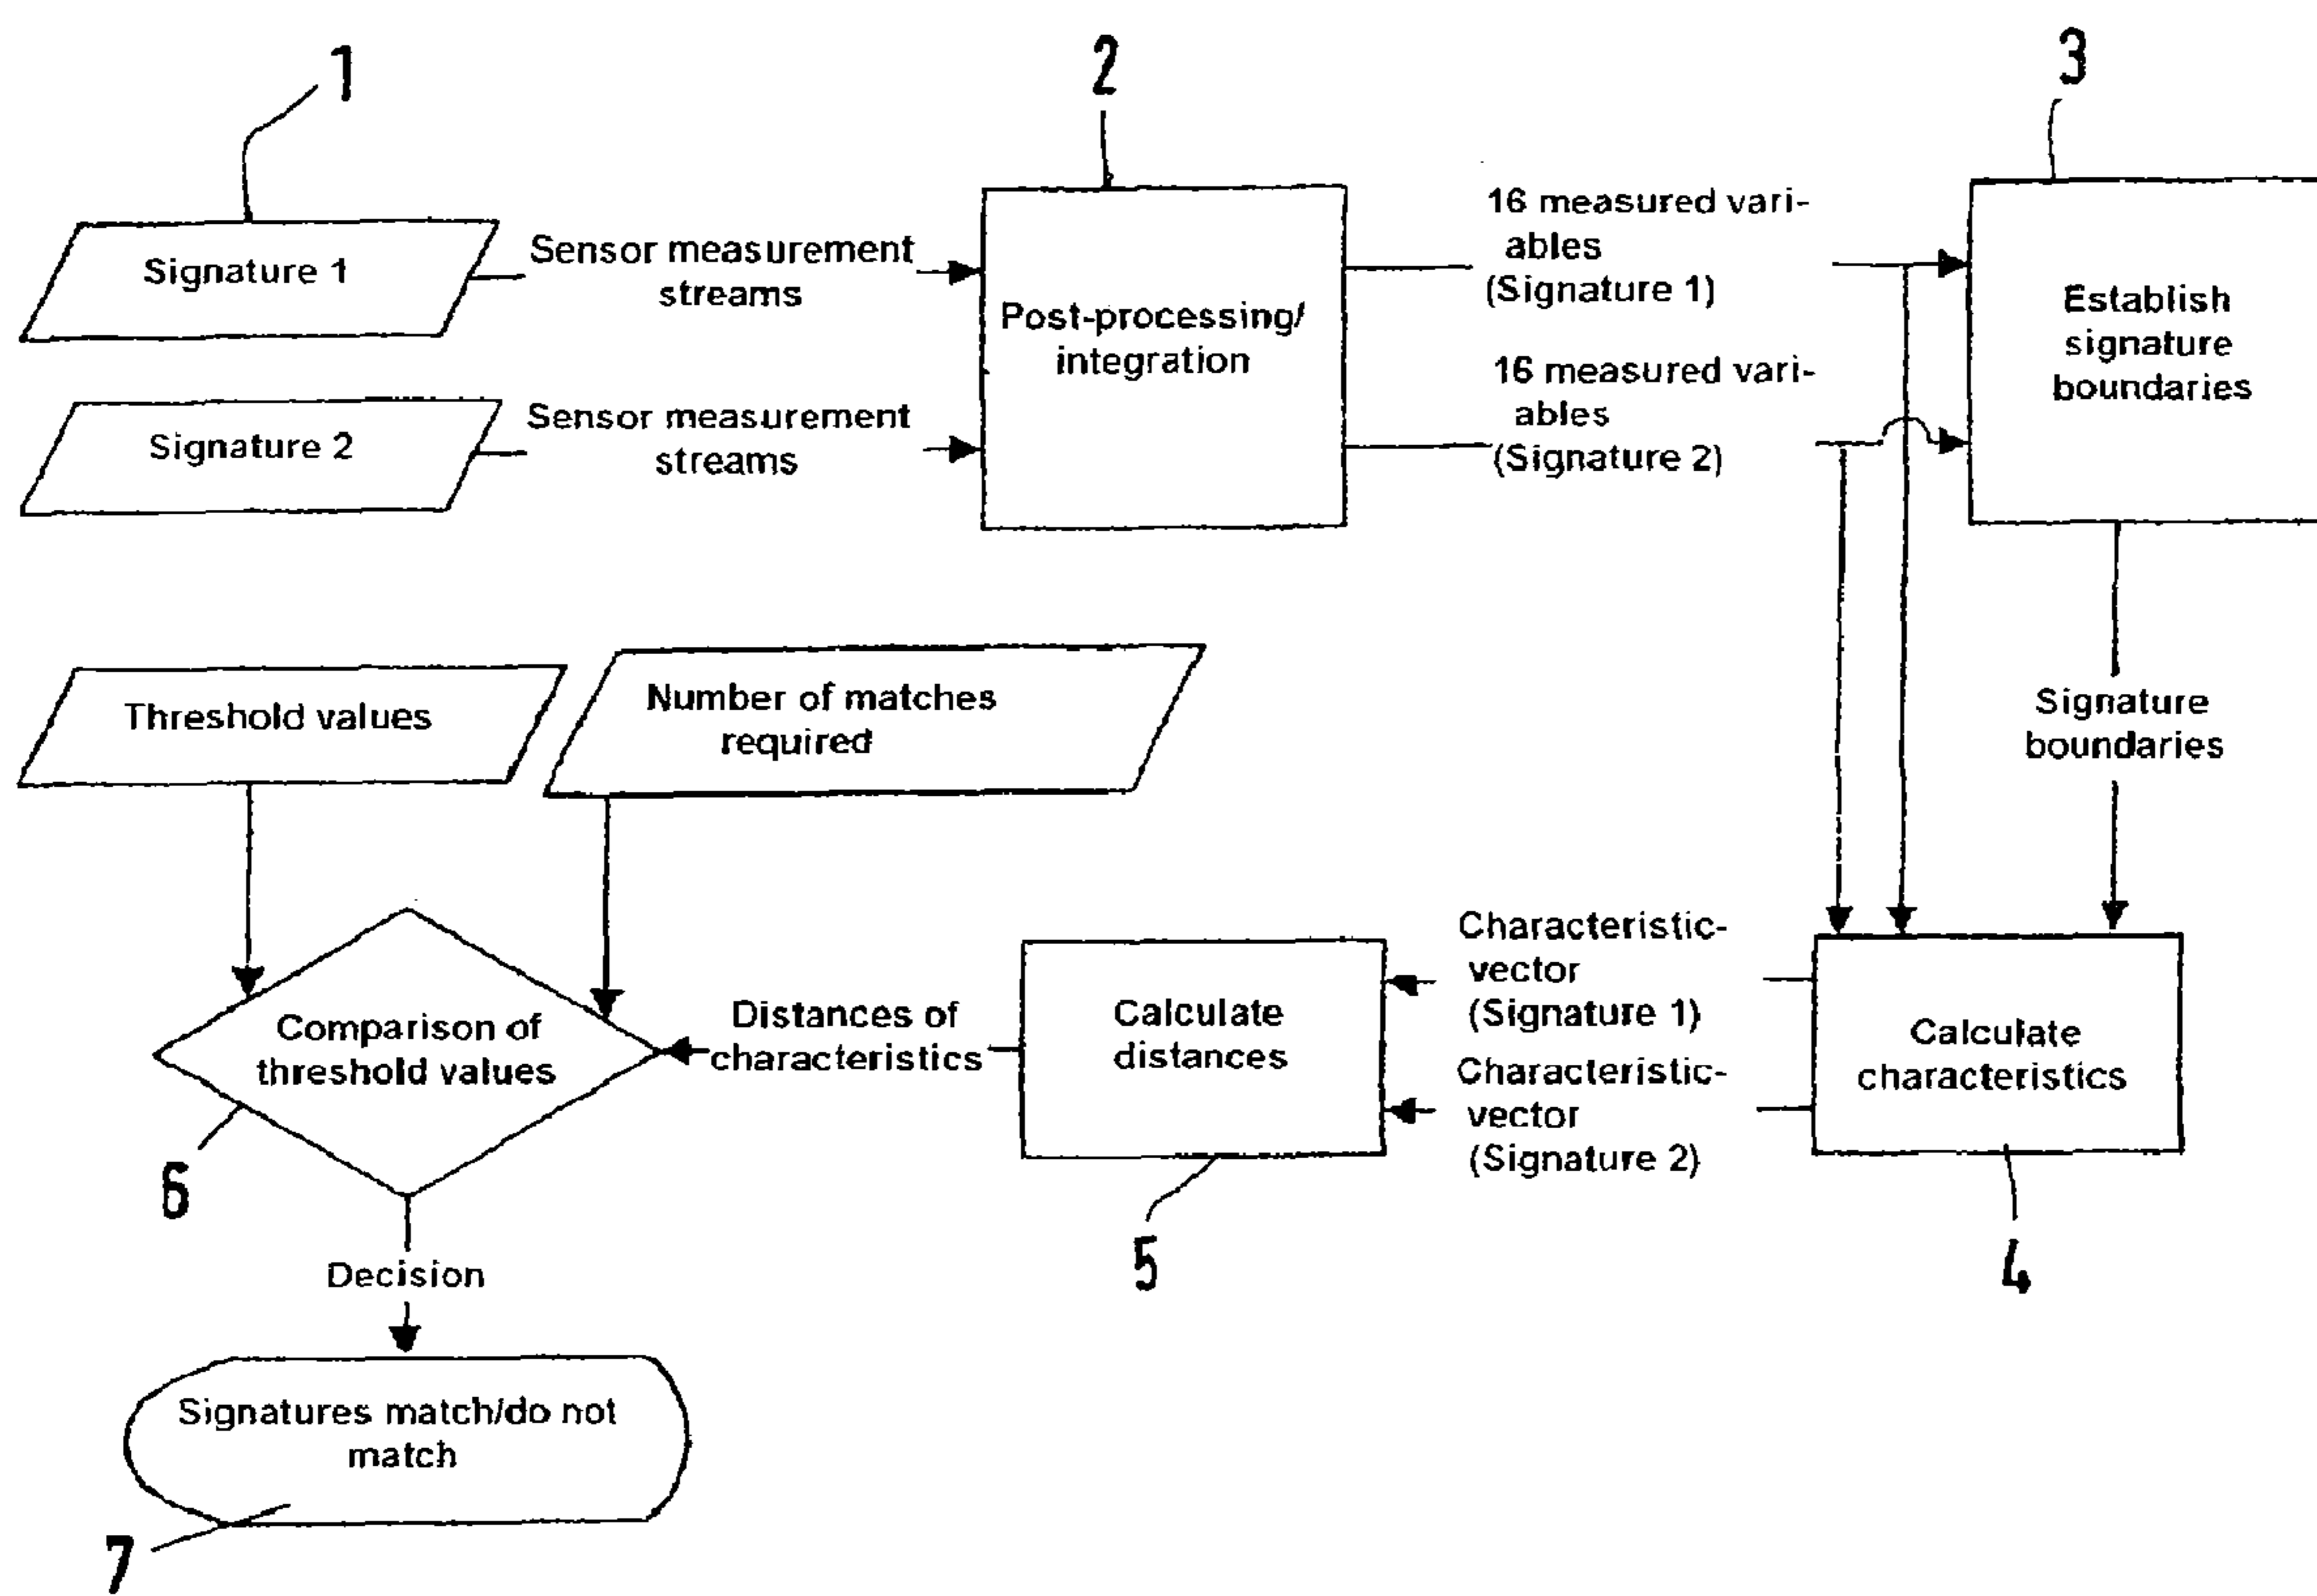 1
2
3
Signature 1
Sensor measurement
streams
Signature 2
Sensor measurement
streams
Post-processing/
integration
16 measured vari-
ables
(Signature 1)
16 measured vari-
ables
(Signature 2)
Establish
signature
boundaries
Threshold values
Number of matches
required
Signature
boundaries
Comparison of
threshold values
Distances of
characteristics
Calculate
distances
Characteristic-
vector
(Signature 1)
Characteristic-
vector
(Signature 2)
Calculate
characteristics
6
5
4
Decision
Signatures match/do not
match
7